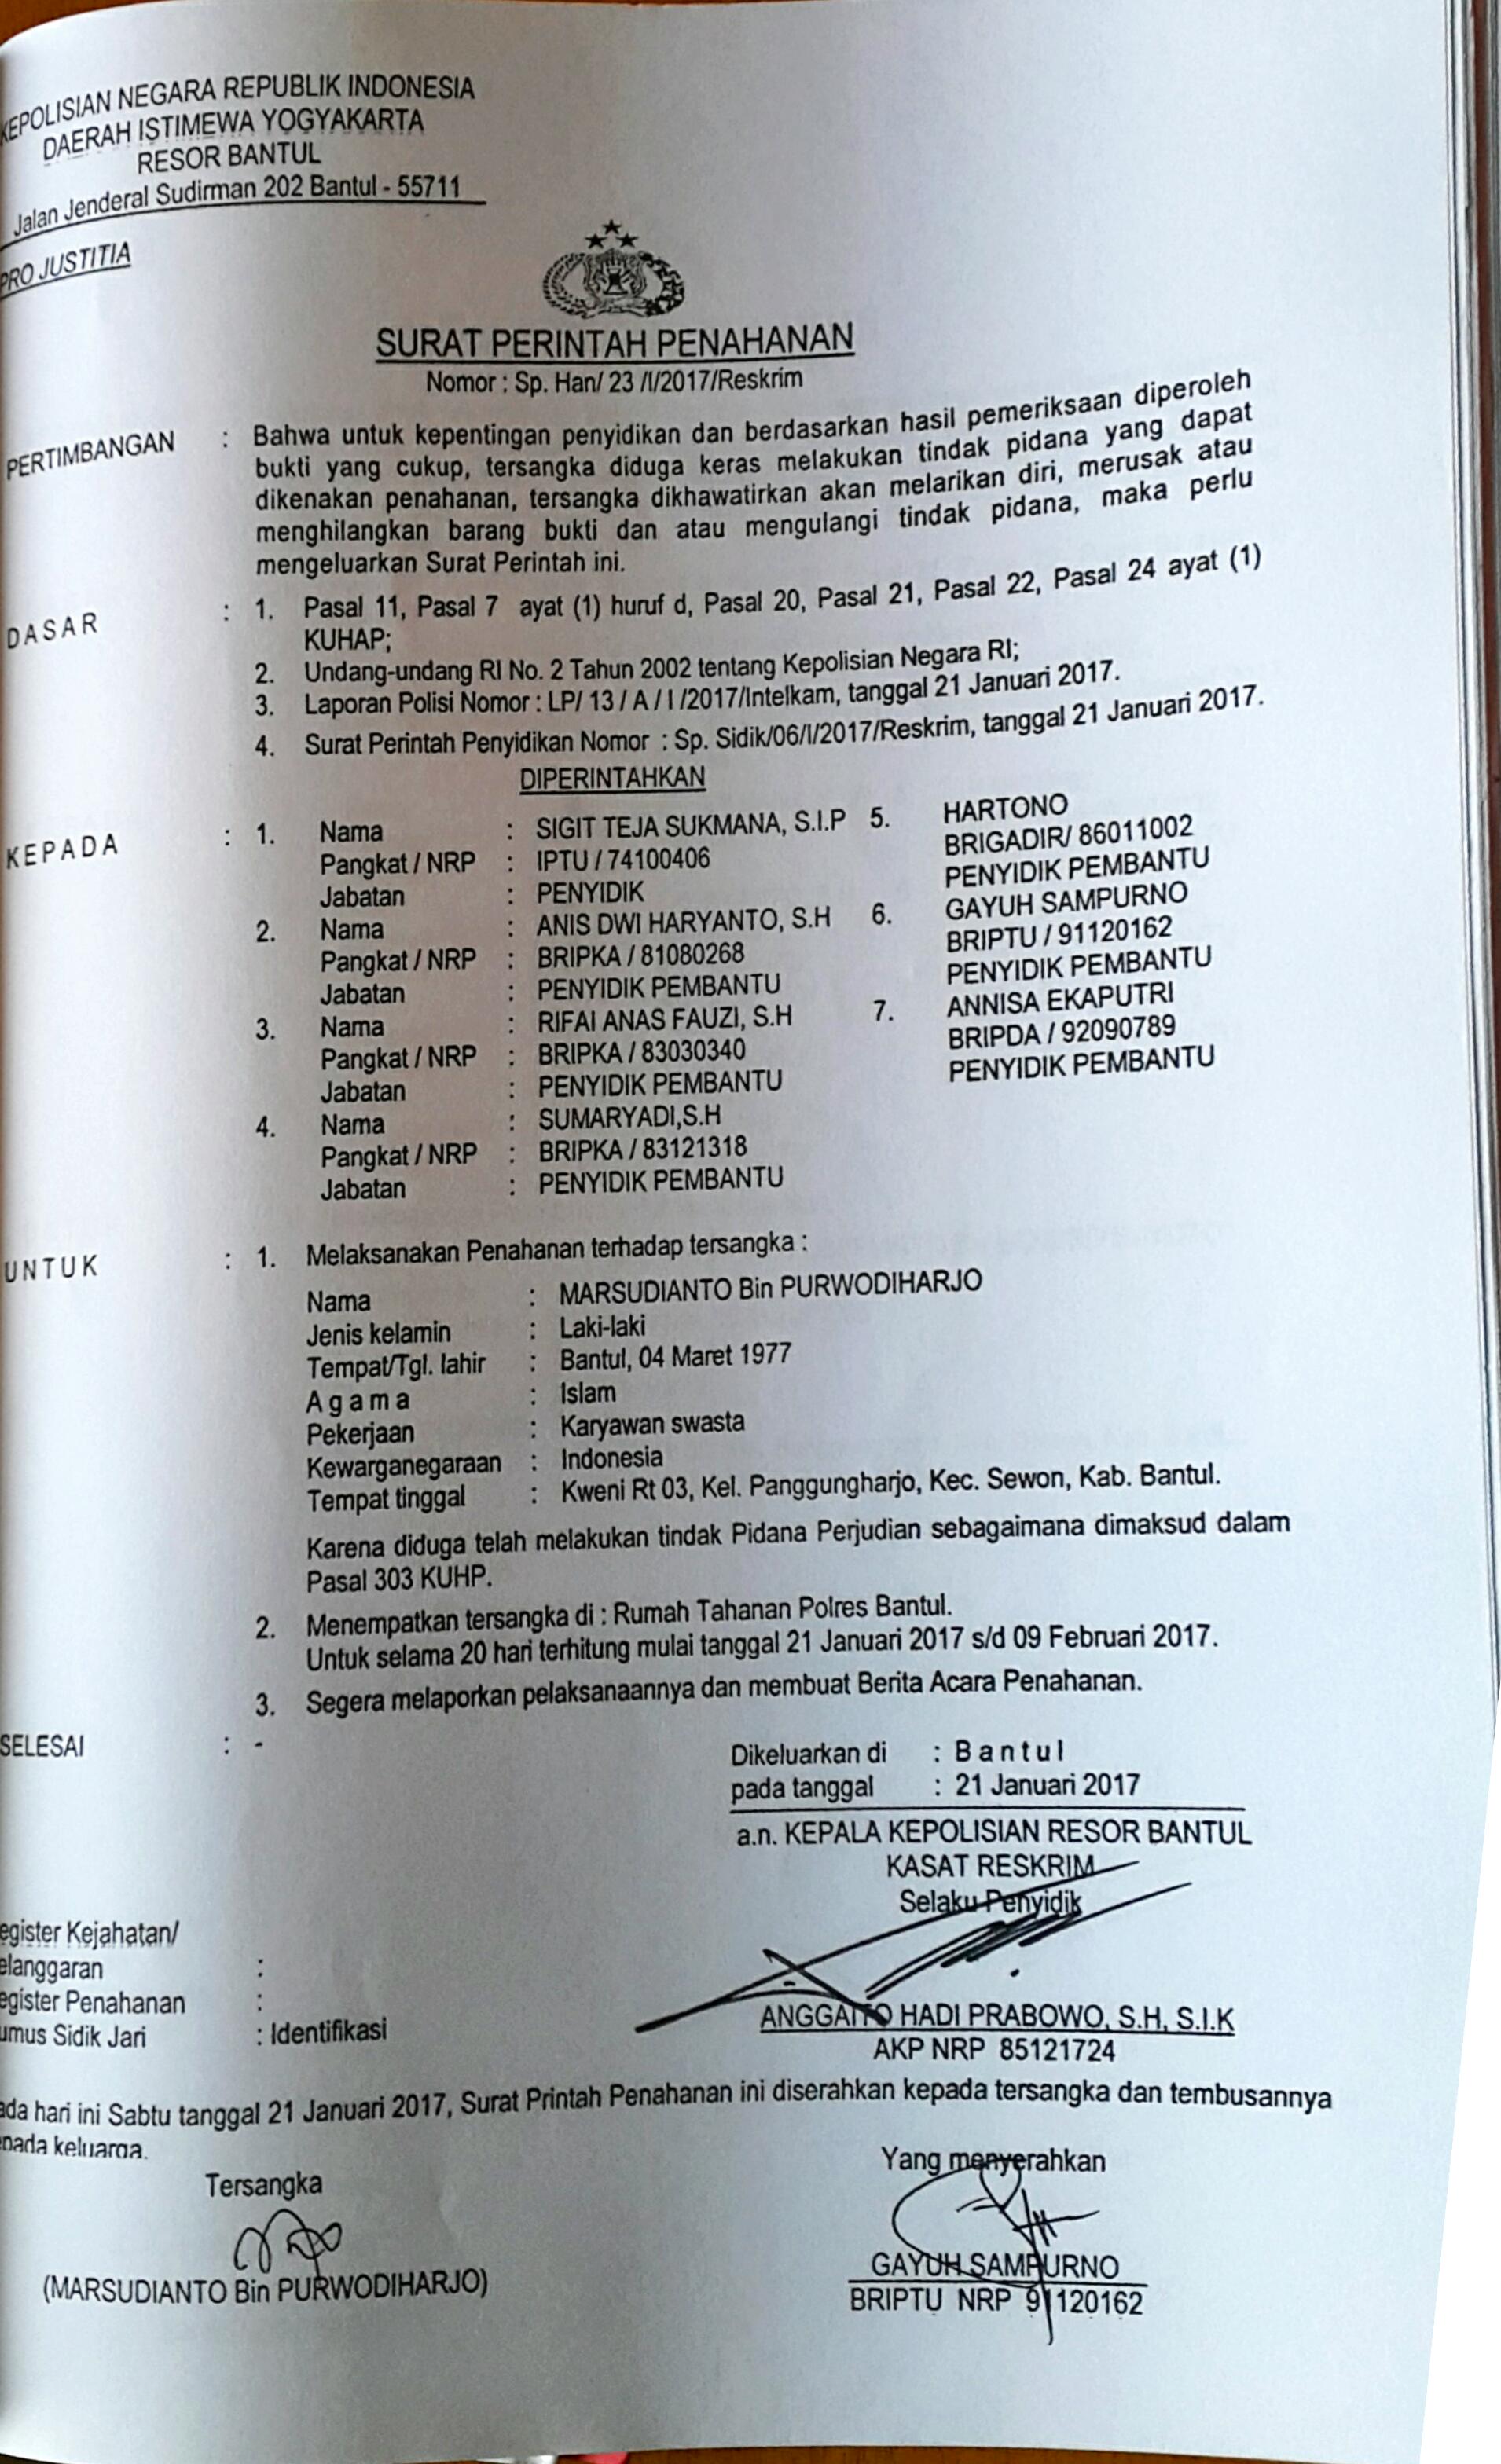 KEPOLISIAN NEGARA REPUBLIK INDONESIA
DAERAH ISTIMEWA YOGYAKARTA
RESOR BANTUL
Jalan Jenderal Sudirman 202 Bantul - 55711
PRO JUSTITIA
SURAT PERINTAH PENAHANAN
Nomor : Sp. Han/ 23 /I/2017/Reskrim
PERTIMBANGAN : Bahwa untuk kepentingan penyidikan dan berdasarkan hasil pemeriksaan diperoleh
bukti yang cukup, tersangka diduga keras melakukan tindak pidana yang dapat
dikenakan penahanan, tersangka dikhawatirkan akan melarikan diri, merusak atau
menghilangkan barang bukti dan atau mengulangi tindak pidana, maka perlu
mengeluarkan Surat Perintah ini.
DASAR : 1. Pasal 11, Pasal 7 ayat (1) huruf d, Pasal 20, Pasal 21, Pasal 22, Pasal 24 ayat (1)
KUHAP;
2. Undang-undang RI No. 2 Tahun 2002 tentang Kepolisian Negara RI;
3. Laporan Polisi Nomor : LP/ 13 / A / I /2017/Intelkam, tanggal 21 Januari 2017.
4. Surat Perintah Penyidikan Nomor : Sp. Sidik/06/I/2017/Reskrim, tanggal 21 Januari 2017.
DIPERINTAHKAN
KEPADA : 1. Nama : SIGIT TEJA SUKMANA, S.I.P 5. HARTONO
Pangkat / NRP : IPTU / 74100406 BRIGADIR/ 86011002
Jabatan : PENYIDIK PENYIDIK PEMBANTU
2. Nama : ANIS DWI HARYANTO, S.H 6. GAYUH SAMPURNO
Pangkat / NRP : BRIPKA / 81080268 BRIPTU / 91120162
Jabatan : PENYIDIK PEMBANTU PENYIDIK PEMBANTU
3. Nama : RIFAI ANAS FAUZI, S.H 7. ANNISA EKAPUTRI
Pangkat / NRP : BRIPKA / 83030340 BRIPDA / 92090789
Jabatan : PENYIDIK PEMBANTU PENYIDIK PEMBANTU
4. Nama : SUMARYADI,S.H
Pangkat / NRP : BRIPKA / 83121318
Jabatan : PENYIDIK PEMBANTU
UNTUK : 1. Melaksanakan Penahanan terhadap tersangka :
Nama : MARSUDIANTO Bin PURWODIHARJO
Jenis kelamin : Laki-laki
Tempat/Tgl. lahir : Bantul, 04 Maret 1977
A g a m a : Islam
Pekerjaan : Karyawan swasta
Kewarganegaraan : Indonesia
Tempat tinggal : Kweni Rt 03, Kel. Panggungharjo, Kec. Sewon, Kab. Bantul.
Karena diduga telah melakukan tindak Pidana Perjudian sebagaimana dimaksud dalam
Pasal 303 KUHP.
2. Menempatkan tersangka di : Rumah Tahanan Polres Bantul.
Untuk selama 20 hari terhitung mulai tanggal 21 Januari 2017 s/d 09 Februari 2017.
3. Segera melaporkan pelaksanaannya dan membuat Berita Acara Penahanan.
SELESAI : -
Dikeluarkan di : B a n t u l
pada tanggal : 21 Januari 2017
a.n. KEPALA KEPOLISIAN RESOR BANTUL
KASAT RESKRIM
Selaku Penyidik
egister Kejahatan/
elanggaran :
egister Penahanan :
umus Sidik Jari : Identifikasi
ANGGAITO HADI PRABOWO, S.H, S.I.K
AKP NRP 85121724
ada hari ini Sabtu tanggal 21 Januari 2017, Surat Printah Penahanan ini diserahkan kepada tersangka dan tembusannya
pada keluarga.
Tersangka
(MARSUDIANTO Bin PURWODIHARJO)
Yang menyerahkan
GAYUH SAMPURNO
BRIPTU NRP 91120162